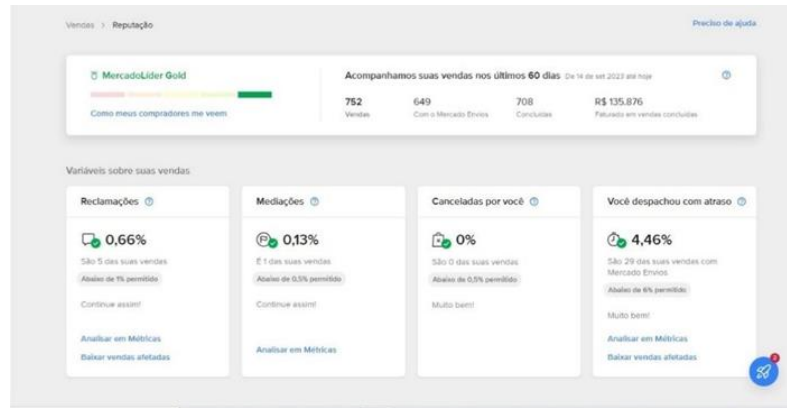 Vendas > Reputação
Preciso de ajuda
MercadoLíder Gold
Como meus compradores me veem
Acompanhamos suas vendas nos últimos 60 dias De 14 de set 2023 até hoje
752
Vendas
649
Com o Mercado Envios
708
Concluídas
R$ 135.876
Faturado em vendas concluídas
Variáveis sobre suas vendas
Reclamações
0,66%
São 5 das suas vendas
Abaixo de 1% permitido
Continue assim!
Analisar em Métricas
Baixar vendas afetadas
Mediações
0,13%
É 1 das suas vendas
Abaixo de 0,5% permitido
Continue assim!
Analisar em Métricas
Canceladas por você
0%
São 0 das suas vendas
Abaixo de 0,5% permitido
Muito bem!
Você despachou com atraso
4,46%
São 29 das suas vendas com
Mercado Envios
Abaixo de 6% permitido
Muito bem!
Analisar em Métricas
Baixar vendas afetadas
2